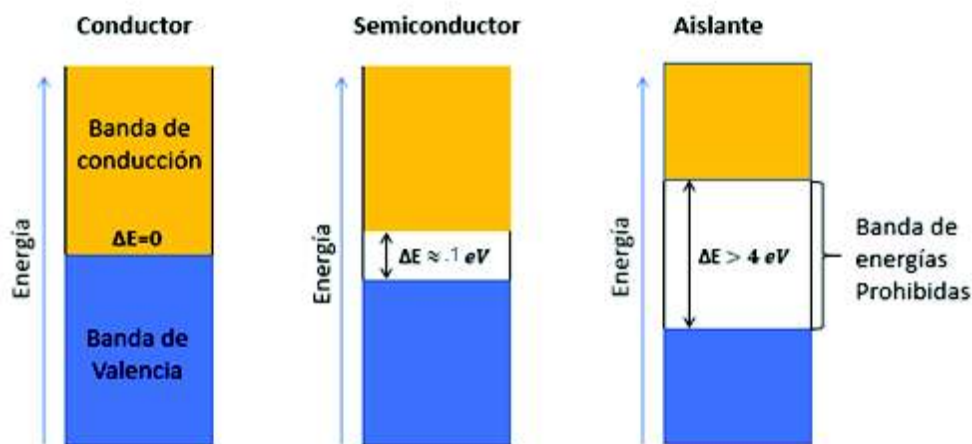 Conductor
Semiconductor
Aislante
Energía
Banda de
conducción
ΔE=0
Banda de
Valencia
Energía
ΔE ≈ .1 eV
Energía
ΔE > 4 eV
Banda de
energías
Prohibidas